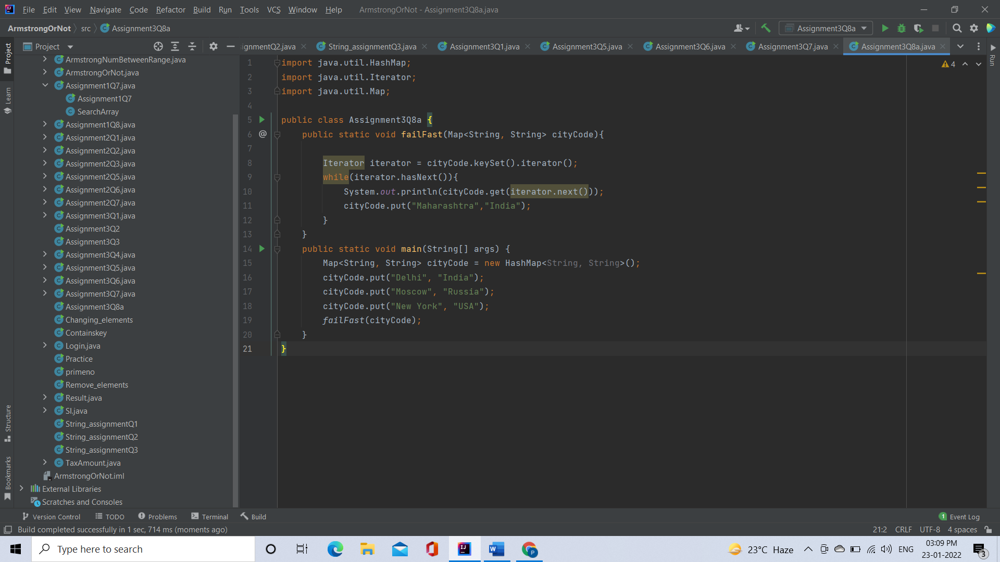 File Edit View Navigate Code Refactor Build Run Tools VCS Window Help ArmstrongOrNot - Assignment3Q8a.java
ArmstrongOrNot src Assignment3Q8a Assignment3Q8a
Project ignmentQ2.java String_assignmentQ3.java Assignment3Q1.java Assignment3Q5.java Assignment3Q6.java Assignment3Q7.java Assignment3Q8a.java
Project
Learn
Structure
Bookmarks
Run
ArmstrongNumBetweenRange.java
ArmstrongOrNot.java
Assignment1Q7.java
Assignment1Q7
SearchArray
Assignment1Q8.java
Assignment2Q1.java
Assignment2Q2.java
Assignment2Q3.java
Assignment2Q5.java
Assignment2Q6.java
Assignment2Q7.java
Assignment3Q1.java
Assignment3Q2
Assignment3Q3
Assignment3Q4.java
Assignment3Q5.java
Assignment3Q6.java
Assignment3Q7.java
Assignment3Q8a
Changing_elements
Containskey
Login.java
Practice
primeno
Remove_elements
Result.java
SI.java
String_assignmentQ1
String_assignmentQ2
String_assignmentQ3
TaxAmount.java
ArmstrongOrNot.iml
External Libraries
Scratches and Consoles
4
1 import java.util.HashMap;
2 import java.util.Iterator;
3 import java.util.Map;
4
5 public class Assignment3Q8a {
6 @ public static void failFast(Map<String, String> cityCode){
7
8 Iterator iterator = cityCode.keySet().iterator();
9 while(iterator.hasNext()){
10 System.out.println(cityCode.get(iterator.next()));
11 cityCode.put("Maharashtra","India");
12 }
13 }
14 public static void main(String[] args) {
15 Map<String, String> cityCode = new HashMap<String, String>();
16 cityCode.put("Delhi", "India");
17 cityCode.put("Moscow", "Russia");
18 cityCode.put("New York", "USA");
19 failFast(cityCode);
20 }
21 }
Version Control TODO Problems Terminal Build 1 Event Log
Build completed successfully in 1 sec, 714 ms (moments ago) 21:2 CRLF UTF-8 4 spaces
Type here to search 23°C Haze ENG 03:09 PM
23-01-2022 3